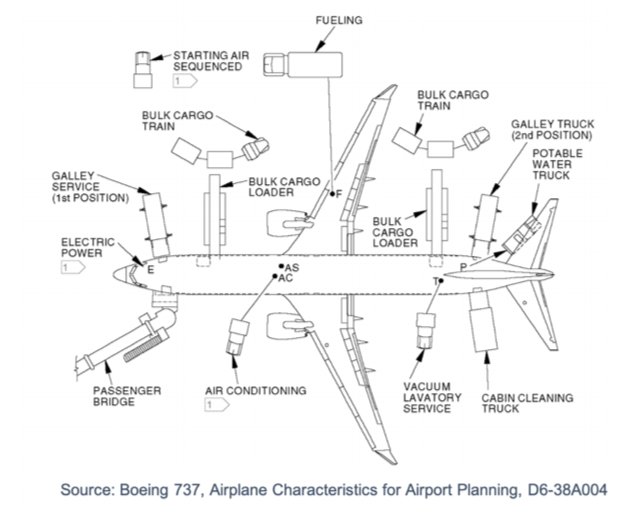 FUELING
STARTING AIR
SEQUENCED
1
BULK CARGO
TRAIN
BULK CARGO
TRAIN
GALLEY TRUCK
(2nd POSITION)
POTABLE
WATER
TRUCK
GALLEY
SERVICE
(1st POSITION)
BULK CARGO
LOADER
F
BULK
CARGO
LOADER
ELECTRIC
POWER
1
E
AS
AC
P
T
PASSENGER
BRIDGE
AIR CONDITIONING
1
VACUUM
LAVATORY
SERVICE
CABIN CLEANING
TRUCK
Source: Boeing 737, Airplane Characteristics for Airport Planning, D6-38A004